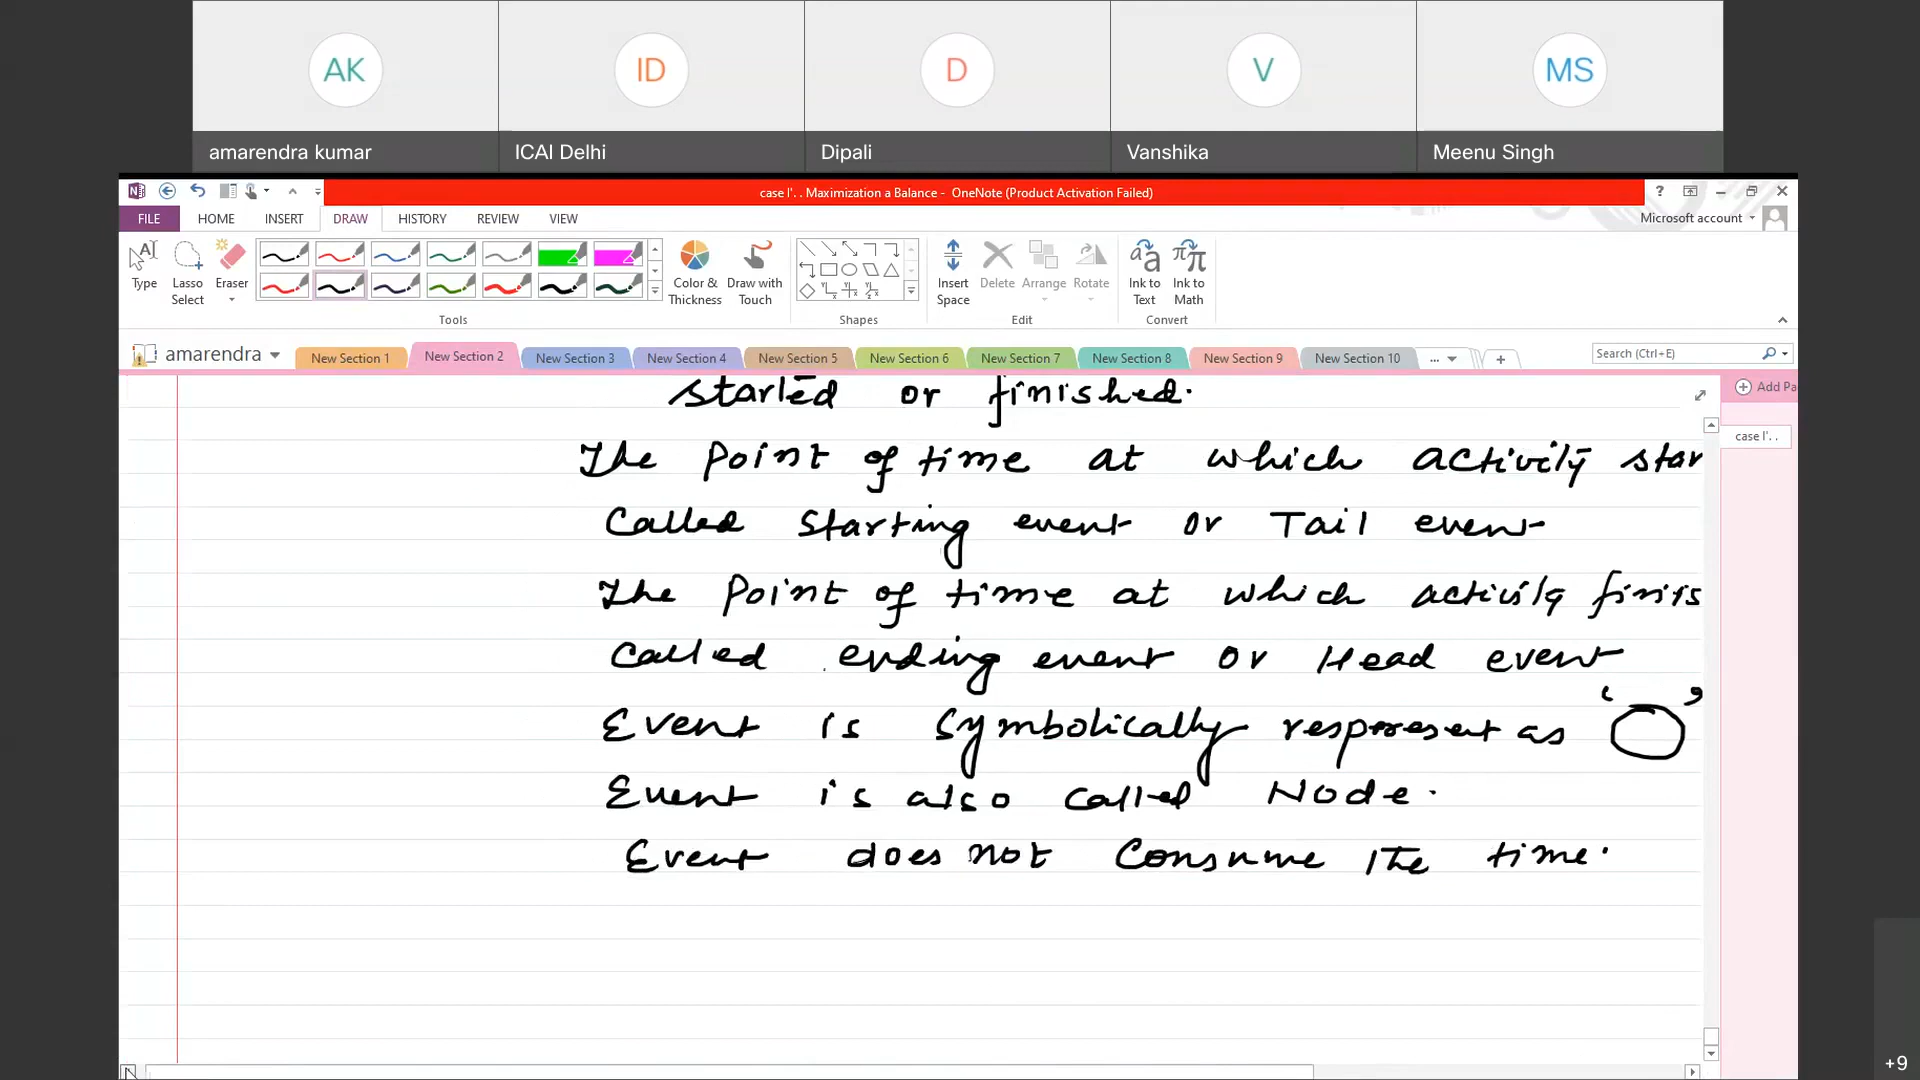 AK ID D V MS
amarendra kumar ICAI Delhi Dipali Vanshika Meenu Singh
case I'. . Maximization a Balance - OneNote (Product Activation Failed) ?
FILE HOME INSERT DRAW HISTORY REVIEW VIEW Microsoft account
Type Lasso Select Eraser Color & Thickness Draw with Touch Insert Space Delete Arrange Rotate Ink to Text Ink to Math
Tools Shapes Edit Convert
amarendra New Section 1 New Section 2 New Section 3 New Section 4 New Section 5 New Section 6 New Section 7 New Section 8 New Section 9 New Section 10 ... Search (Ctrl+E)
Add Pa
case I'. .
started or finished.
The point of time at which activity star
called starting event or Tail event
The point of time at which activity finis
called ending event or Head event
Event is symbolically respresent as ‘O’
Event is also called Node.
Event does not consume the time.
+9